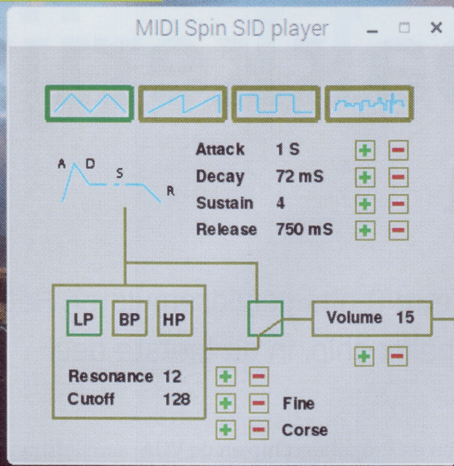 MIDI Spin SID player
A D S R
Attack 1 S
Decay 72 mS
Sustain 4
Release 750 mS
LP BP HP
Volume 15
Resonance 12
Cutoff 128
Fine
Corse